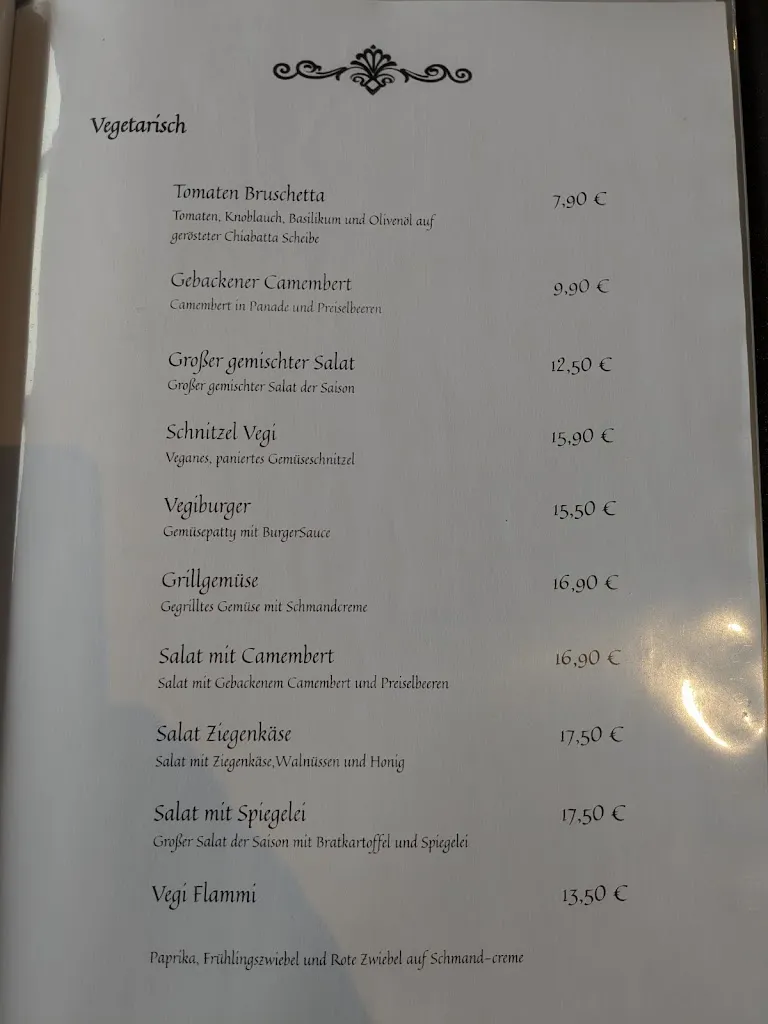 Vegetarisch
Tomaten Bruschetta 7,90 €
Tomaten, Knoblauch, Basilikum und Olivenöl auf
gerösteter Chiabatta Scheibe
Gebackener Camembert 9,90 €
Camembert in Panade und Preiselbeeren
Großer gemischter Salat 12,50 €
Großer gemischter Salat der Saison
Schnitzel Vegi 15,90 €
Veganes, paniertes Gemüseschnitzel
Vegiburger 15,50 €
Gemüsepatty mit BurgerSauce
Grillgemüse 16,90 €
Gegrilltes Gemüse mit Schmandcreme
Salat mit Camembert 16,90 €
Salat mit Gebackenem Camembert und Preiselbeeren
Salat Ziegenkäse 17,50 €
Salat mit Ziegenkäse,Walnüssen und Honig
Salat mit Spiegelei 17,50 €
Großer Salat der Saison mit Bratkartoffel und Spiegelei
Vegi Flammi 13,50 €
Paprika, Frühlingszwiebel und Rote Zwiebel auf Schmand-creme